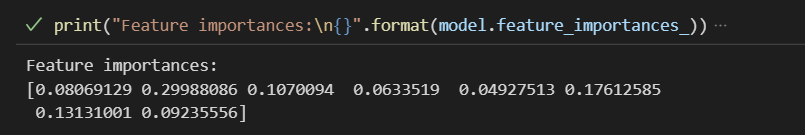 ✓ print("Feature importances:\n{}".format(model.feature_importances_)) ···
Feature importances:
[0.08069129 0.29988086 0.1070094  0.0633519  0.04927513 0.17612585
 0.13131001 0.09235556]